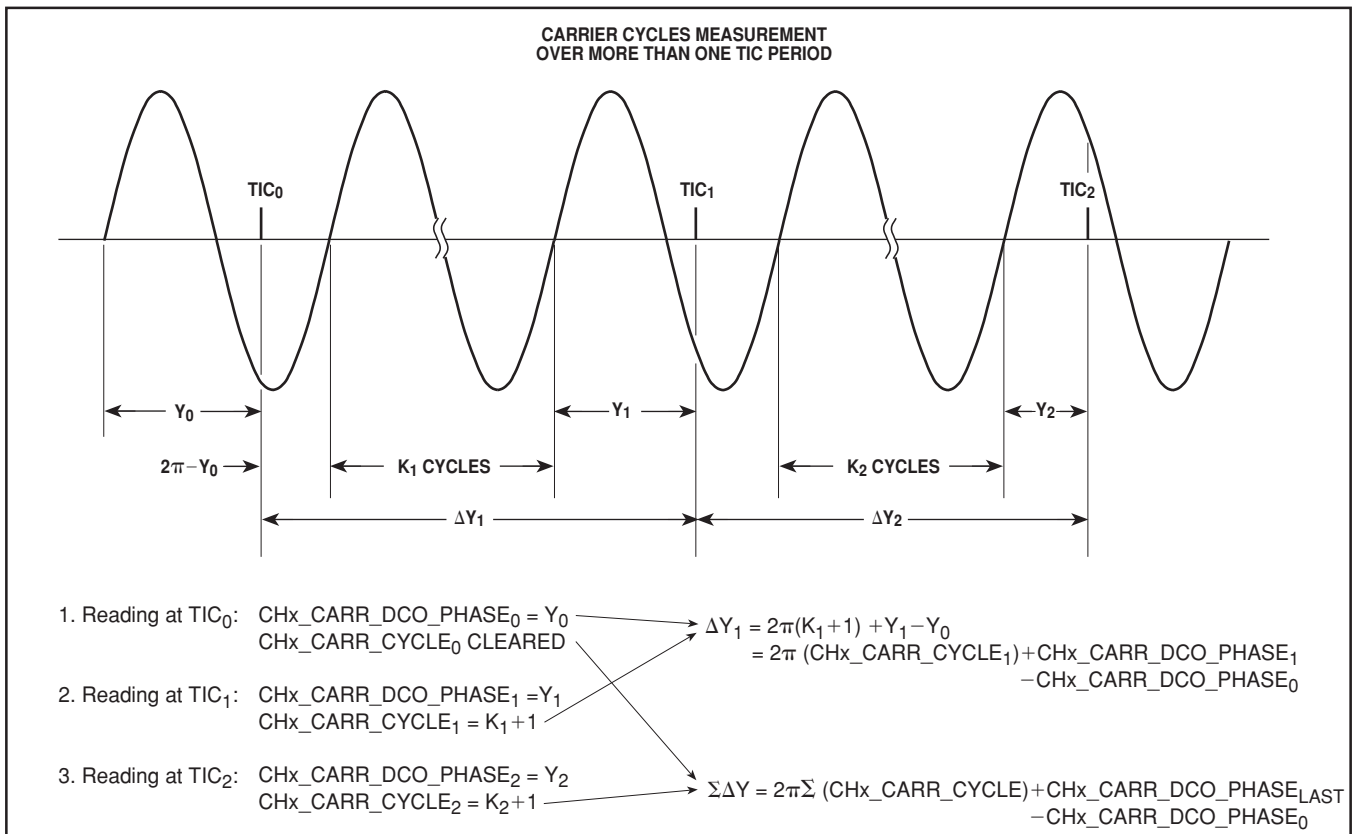 CARRIER CYCLES MEASUREMENT
OVER MORE THAN ONE TIC PERIOD
TIC₀ TIC₁ TIC₂
Y₀ Y₁ Y₂
2π−Y₀ K₁ CYCLES K₂ CYCLES
ΔY₁ ΔY₂
1. Reading at TIC₀: CHx_CARR_DCO_PHASE₀ = Y₀
CHx_CARR_CYCLE₀ CLEARED
ΔY₁ = 2π(K₁+1) +Y₁−Y₀
= 2π (CHx_CARR_CYCLE₁)+CHx_CARR_DCO_PHASE₁
−CHx_CARR_DCO_PHASE₀
2. Reading at TIC₁: CHx_CARR_DCO_PHASE₁ =Y₁
CHx_CARR_CYCLE₁ = K₁+1
3. Reading at TIC₂: CHx_CARR_DCO_PHASE₂ = Y₂
CHx_CARR_CYCLE₂ = K₂+1
ΣΔY = 2πΣ (CHx_CARR_CYCLE)+CHx_CARR_DCO_PHASE_LAST
−CHx_CARR_DCO_PHASE₀